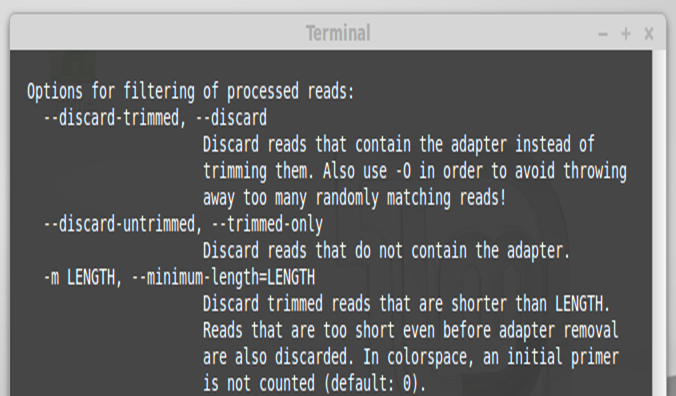 Terminal
Options for filtering of processed reads:
--discard-trimmed, --discard
Discard reads that contain the adapter instead of
trimming them. Also use -O in order to avoid throwing
away too many randomly matching reads!
--discard-untrimmed, --trimmed-only
Discard reads that do not contain the adapter.
-m LENGTH, --minimum-length=LENGTH
Discard trimmed reads that are shorter than LENGTH.
Reads that are too short even before adapter removal
are also discarded. In colorspace, an initial primer
is not counted (default: 0).